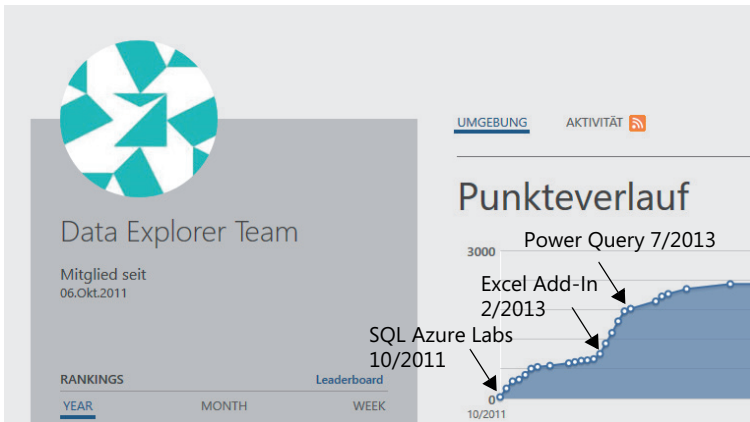 Data Explorer Team
Mitglied seit
06.Okt.2011
RANKINGS Leaderboard
YEAR MONTH WEEK
UMGEBUNG AKTIVITÄT
Punkteverlauf
Power Query 7/2013
3000
Excel Add-In
2/2013
SQL Azure Labs
10/2011
0
10/2011